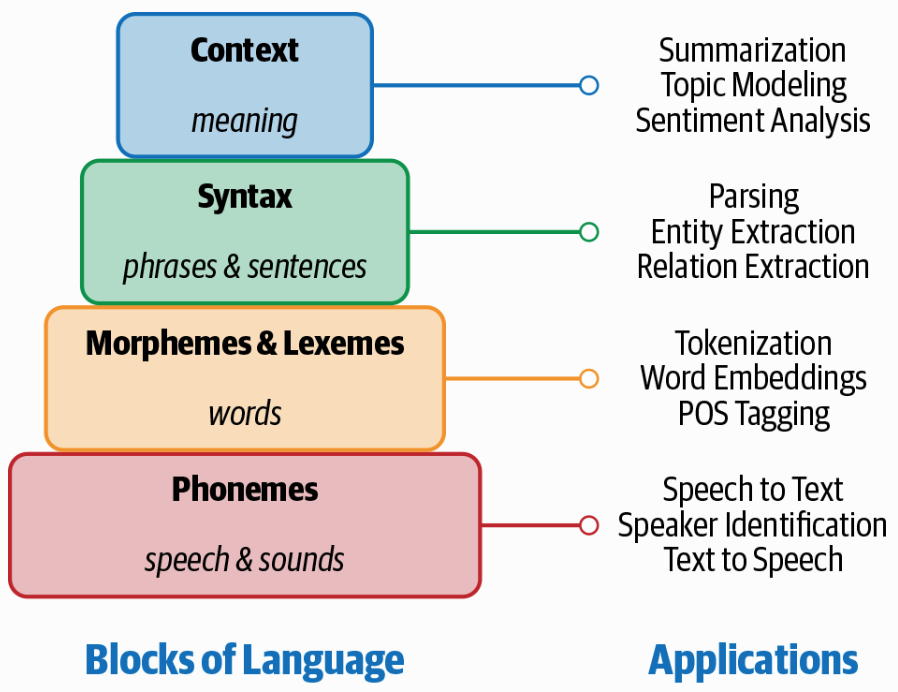 Context
meaning
Summarization
Topic Modeling
Sentiment Analysis
Syntax
phrases & sentences
Parsing
Entity Extraction
Relation Extraction
Morphemes & Lexemes
words
Tokenization
Word Embeddings
POS Tagging
Phonemes
speech & sounds
Speech to Text
Speaker Identification
Text to Speech
Blocks of Language
Applications